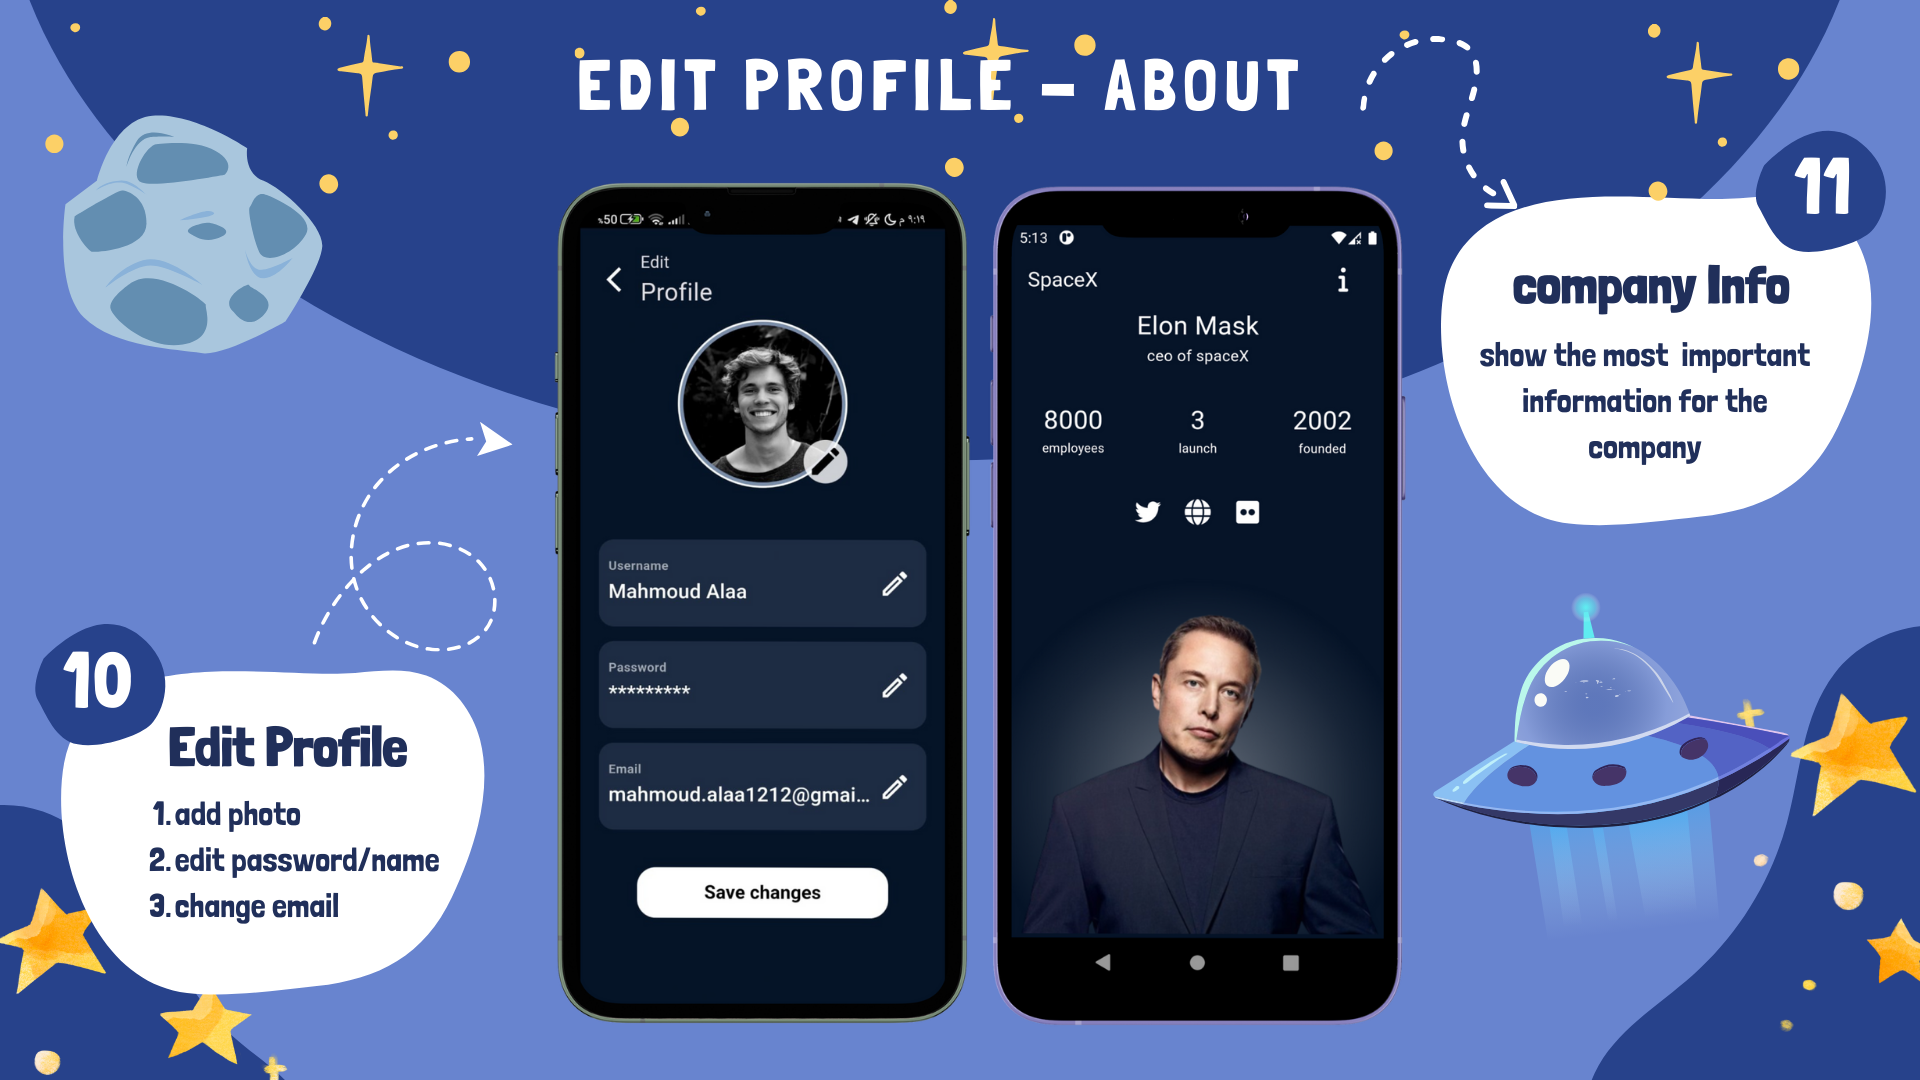 EDIT PROFILE - ABOUT
%50
م ٩:١٩
Edit
Profile
Username
Mahmoud Alaa
Password
*********
Email
mahmoud.alaa1212@gmai...
Save changes
5:13
SpaceX
Elon Mask
ceo of spaceX
8000 3 2002
employees launch founded
11
company Info
show the most important
information for the
company
10
Edit Profile
1. add photo
2. edit password/name
3. change email